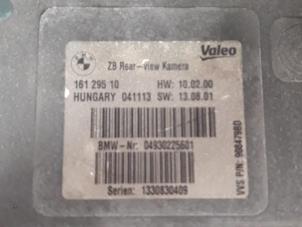 Valeo
ZB Rear-View Kamera
161 295 10 HW: 10.02.00
HUNGARY 041113 SW: 13.08.01
BMW-Nr: 04930225601
Serien: 1330830409
VVS P/N: